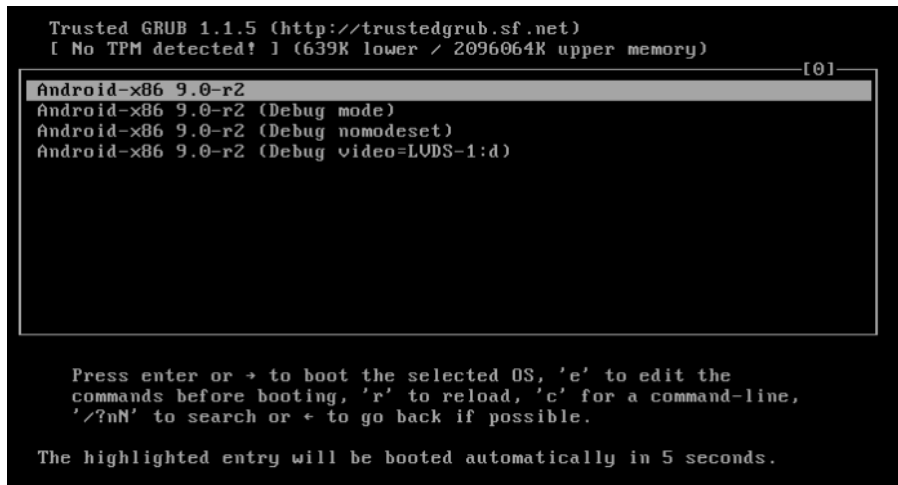 Trusted GRUB 1.1.5 (http://trustedgrub.sf.net)
[ No TPM detected! ] (639K lower / 2096064K upper memory)
[0]
Android-x86 9.0-r2
Android-x86 9.0-r2 (Debug mode)
Android-x86 9.0-r2 (Debug nomodeset)
Android-x86 9.0-r2 (Debug video=LVDS-1:d)
Press enter or → to boot the selected OS, 'e' to edit the
commands before booting, 'r' to reload, 'c' for a command-line,
'/?nN' to search or ← to go back if possible.
The highlighted entry will be booted automatically in 5 seconds.